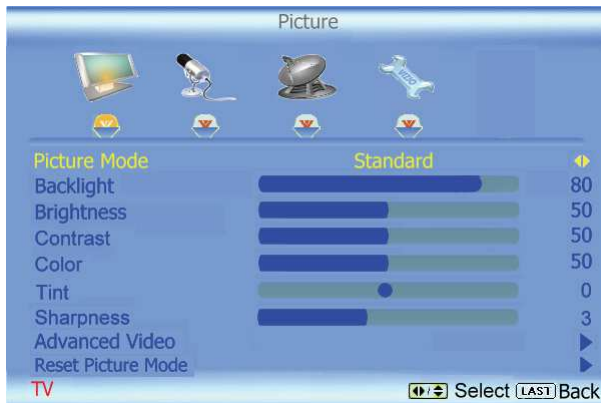 Picture
VIZIO
Picture Mode Standard
Backlight 80
Brightness 50
Contrast 50
Color 50
Tint 0
Sharpness 3
Advanced Video
Reset Picture Mode
TV Select LAST Back